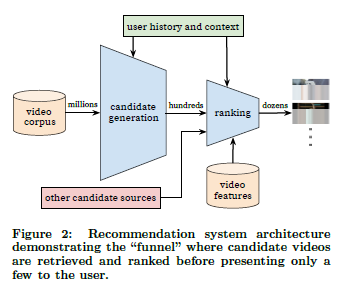 user history and context
video
corpus
millions
candidate
generation
hundreds
ranking
dozens
other candidate sources
video
features
Figure 2: Recommendation system architecture
demonstrating the “funnel” where candidate videos
are retrieved and ranked before presenting only a
few to the user.